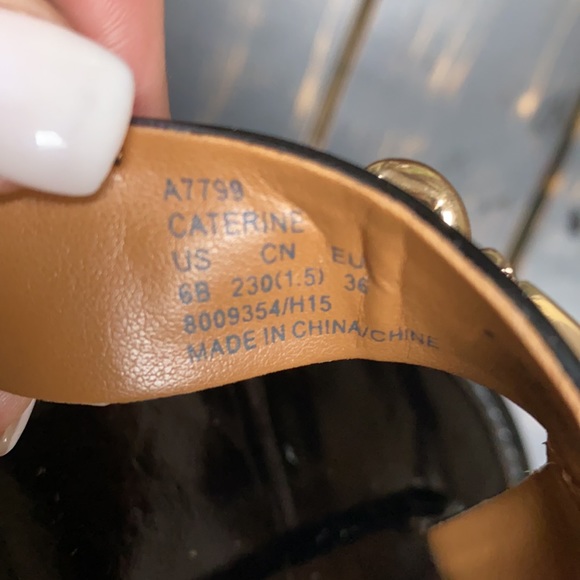 A7799
CATERINE
US CN EU
6B 230(1.5) 36
8009354/H15
MADE IN CHINA/CHINE